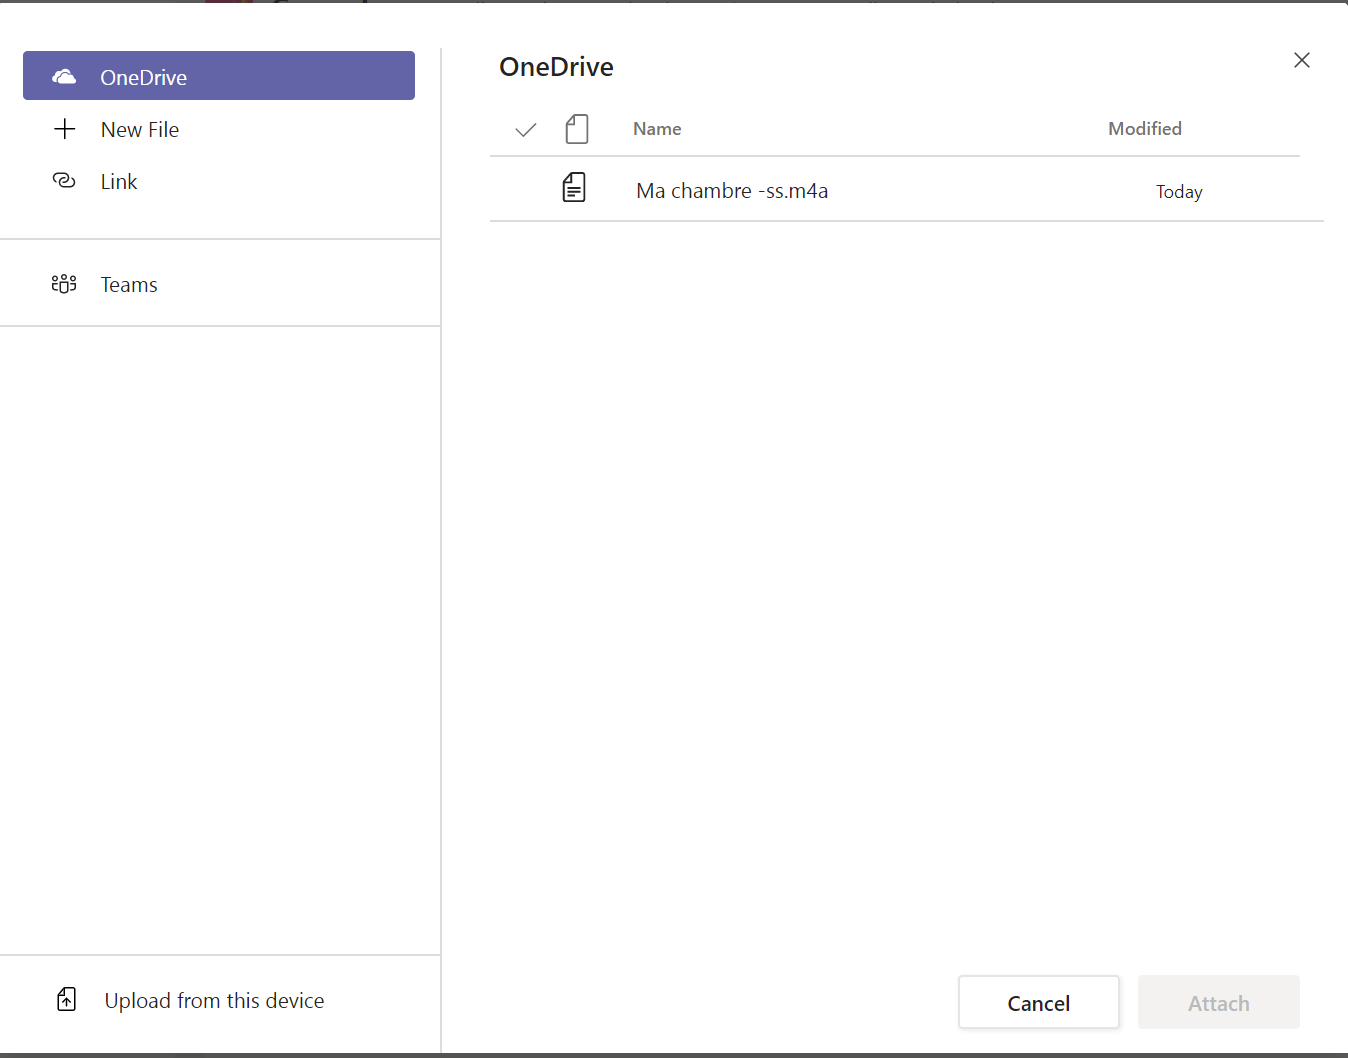 OneDrive
New File
Link
Teams
Upload from this device
OneDrive
Name Modified
Ma chambre -ss.m4a Today
Cancel Attach